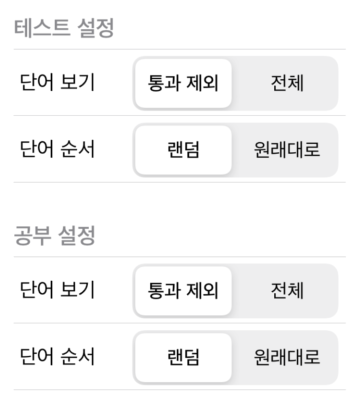 테스트 설정
단어 보기 통과 제외 전체
단어 순서 랜덤 원래대로
공부 설정
단어 보기 통과 제외 전체
단어 순서 랜덤 원래대로